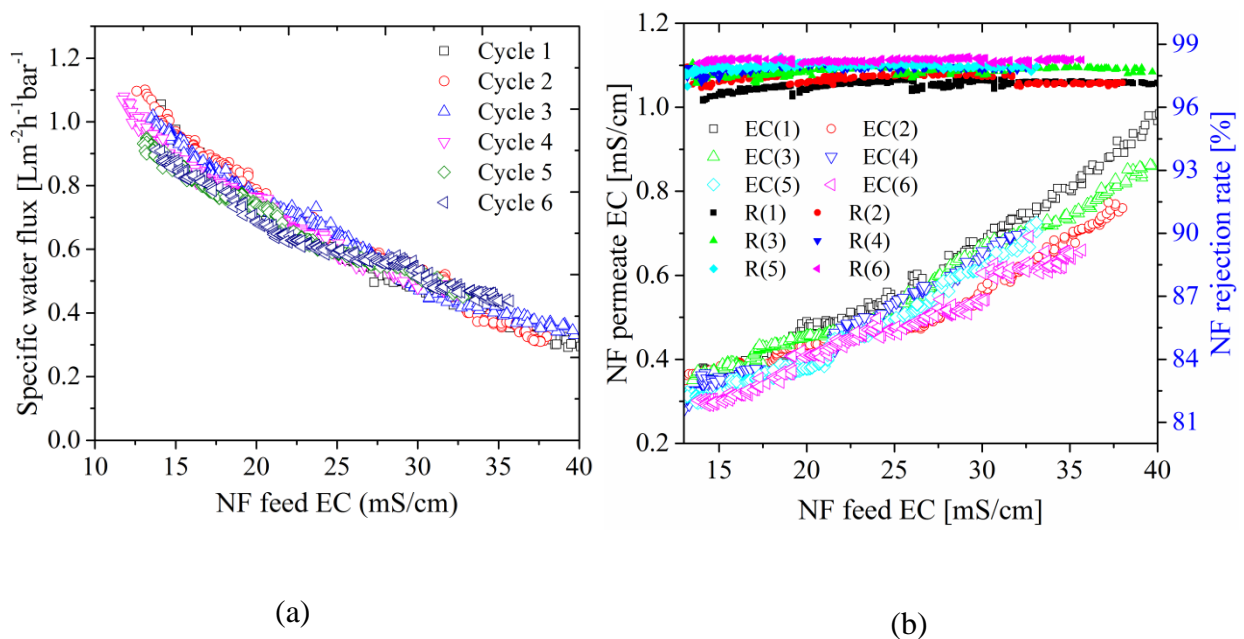 Specific water flux [Lm-2h-1bar-1]
1.2
1.0
0.8
0.6
0.4
0.2
0.0
10 15 20 25 30 35 40
NF feed EC (mS/cm)
Cycle 1
Cycle 2
Cycle 3
Cycle 4
Cycle 5
Cycle 6
(a)
NF permeate EC [mS/cm]
1.2
1.0
0.8
0.6
0.4
0.2
EC(1) EC(2)
EC(3) EC(4)
EC(5) EC(6)
R(1) R(2)
R(3) R(4)
R(5) R(6)
15 20 25 30 35 40
NF feed EC [mS/cm]
99
96
93
90
87
84
81
NF rejection rate [%]
(b)